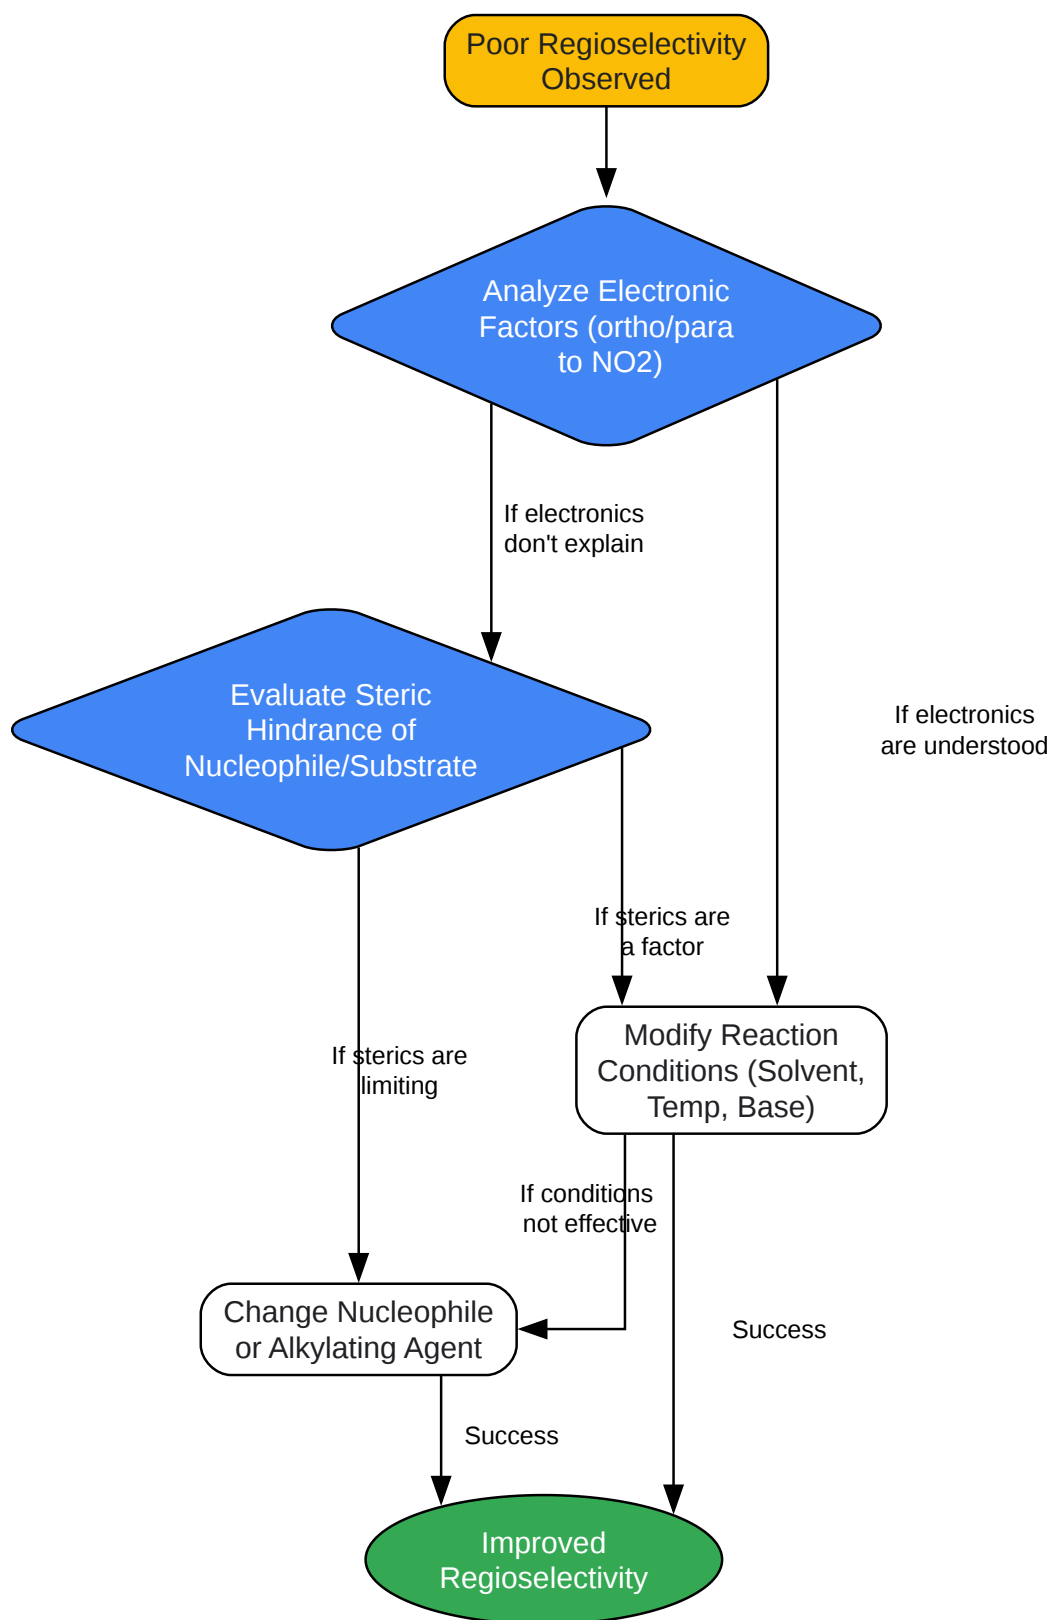 Poor Regioselectivity
Observed
Analyze Electronic
Factors (ortho/para
to NO2)
If electronics
don't explain
Evaluate Steric
Hindrance of
Nucleophile/Substrate
If electronics
are understood
If sterics are
a factor
Modify Reaction
Conditions (Solvent,
Temp, Base)
If sterics are
limiting
If conditions
not effective
Change Nucleophile
or Alkylating Agent
Success
Success
Improved
Regioselectivity